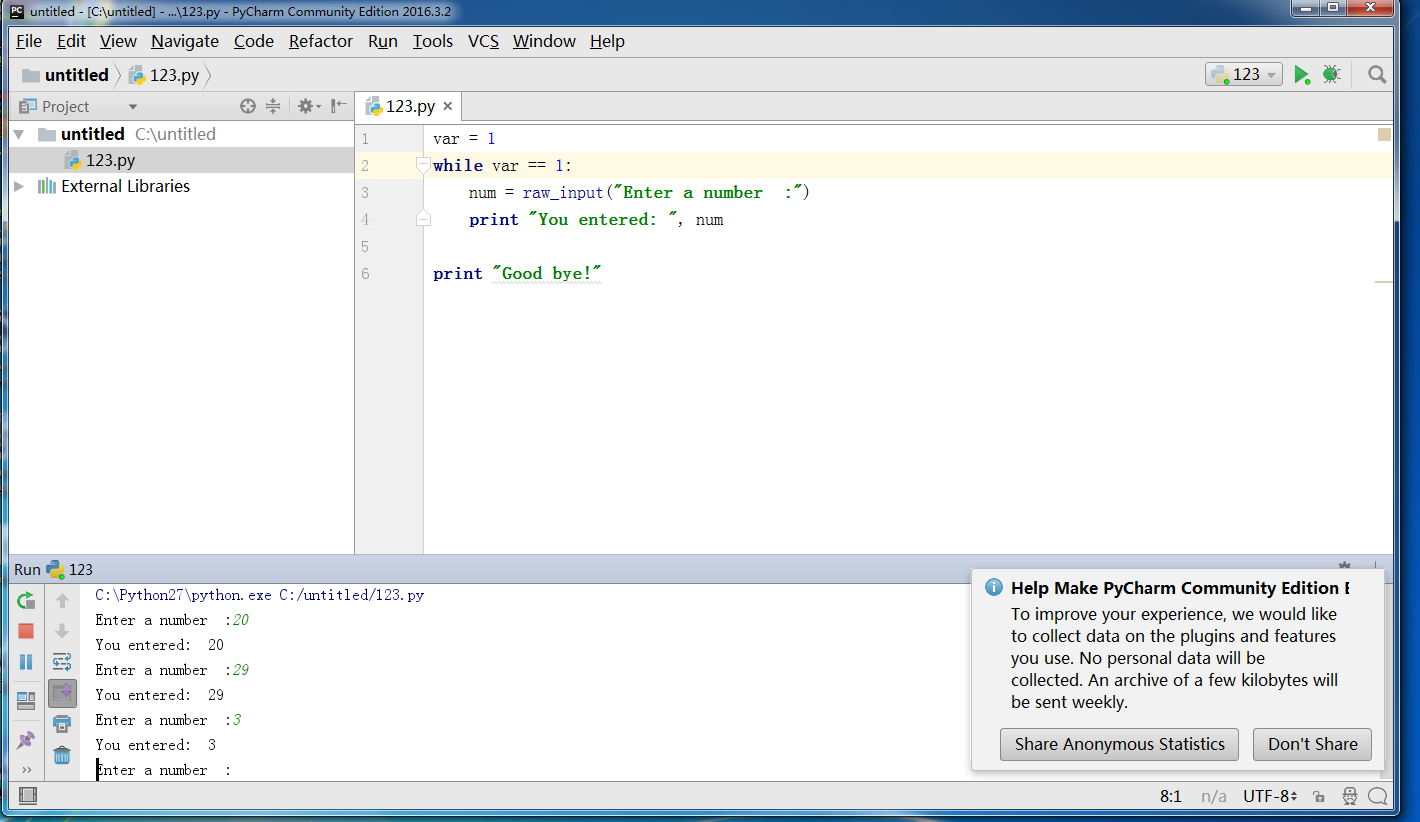 PC untitled - [C:\untitled] - ...\123.py - PyCharm Community Edition 2016.3.2
File Edit View Navigate Code Refactor Run Tools VCS Window Help
untitled 123.py 123
Project 123.py
untitled C:\untitled
123.py
External Libraries
1 var = 1
2 while var == 1:
3 num = raw_input("Enter a number  :")
4 print "You entered: ", num
5
6 print "Good bye!"
Run 123
C:\Python27\python.exe C:/untitled/123.py
Enter a number  :20
You entered:  20
Enter a number  :29
You entered:  29
Enter a number  :3
You entered:  3
Enter a number  :
Help Make PyCharm Community Edition
To improve your experience, we would like
to collect data on the plugins and features
you use. No personal data will be
collected. An archive of a few kilobytes will
be sent weekly.
Share Anonymous Statistics Don't Share
8:1 n/a UTF-8